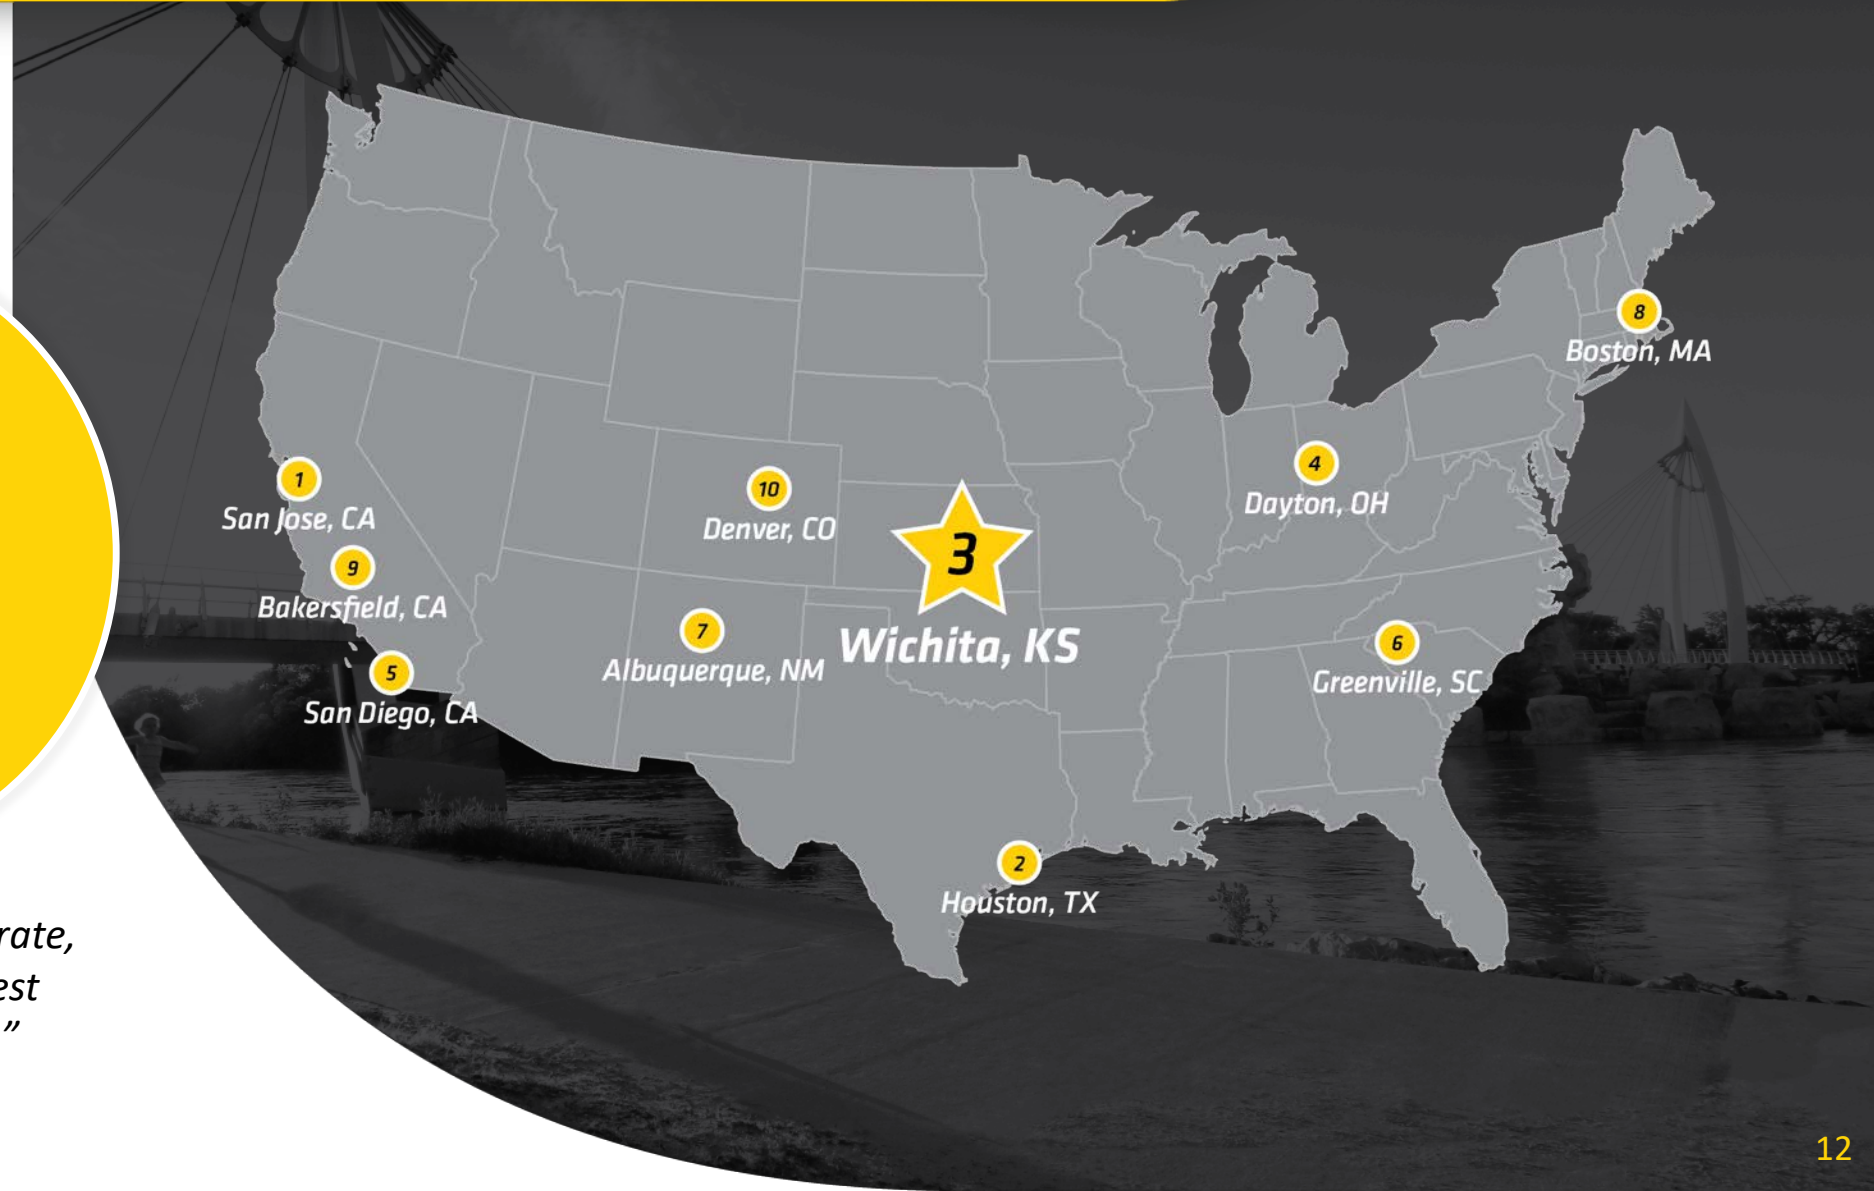 8
Boston, MA
4
Dayton, OH
1
San Jose, CA
10
Denver, CO
3
Wichita, KS
9
Bakersfield, CA
7
Albuquerque, NM
6
Greenville, SC
5
San Diego, CA
2
Houston, TX
rate,
est
”
12